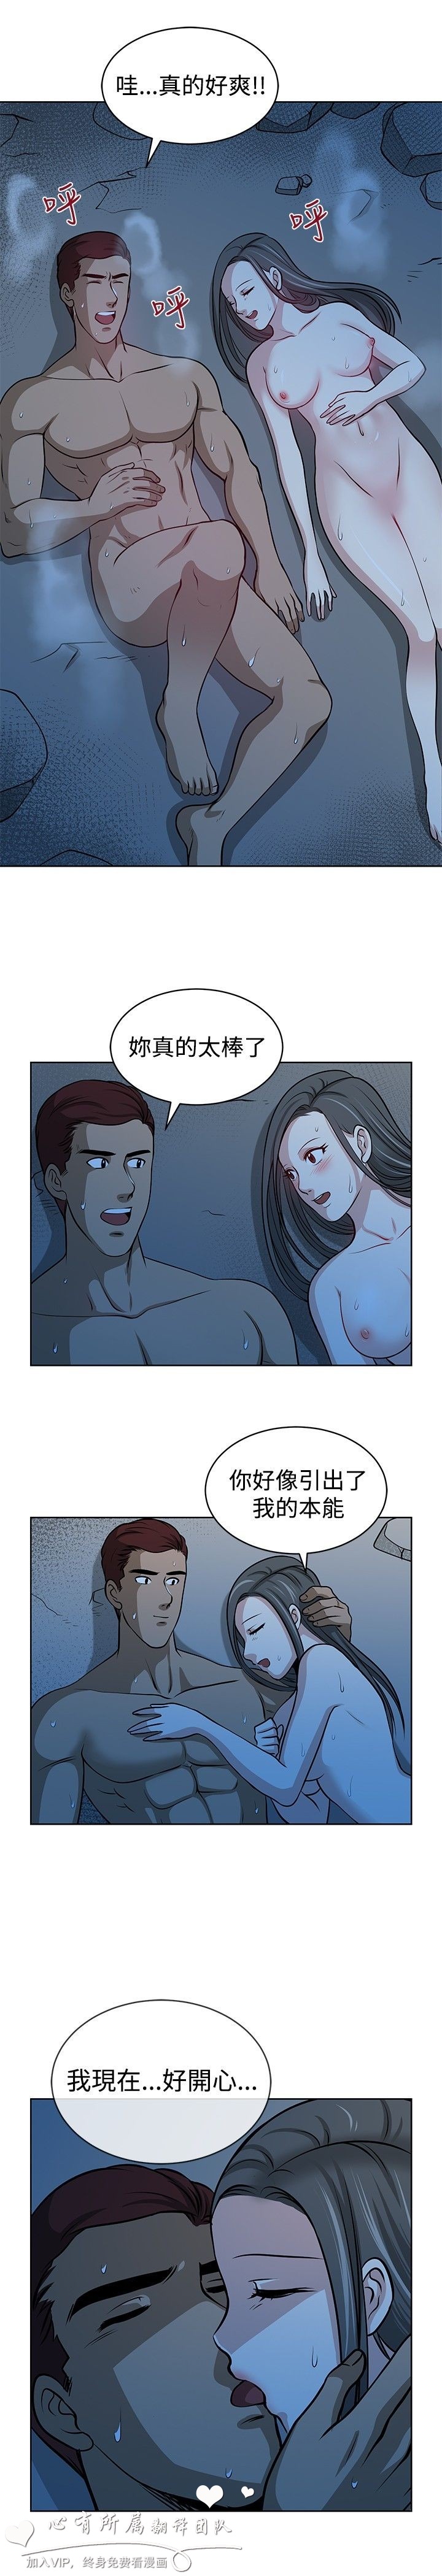 哇...真的好爽!!
呼
呼
呼
妳真的太棒了
你好像引出了
我的本能
我現在...好開心...
心有所属翻译团队
加入VIP，终身免费看漫画